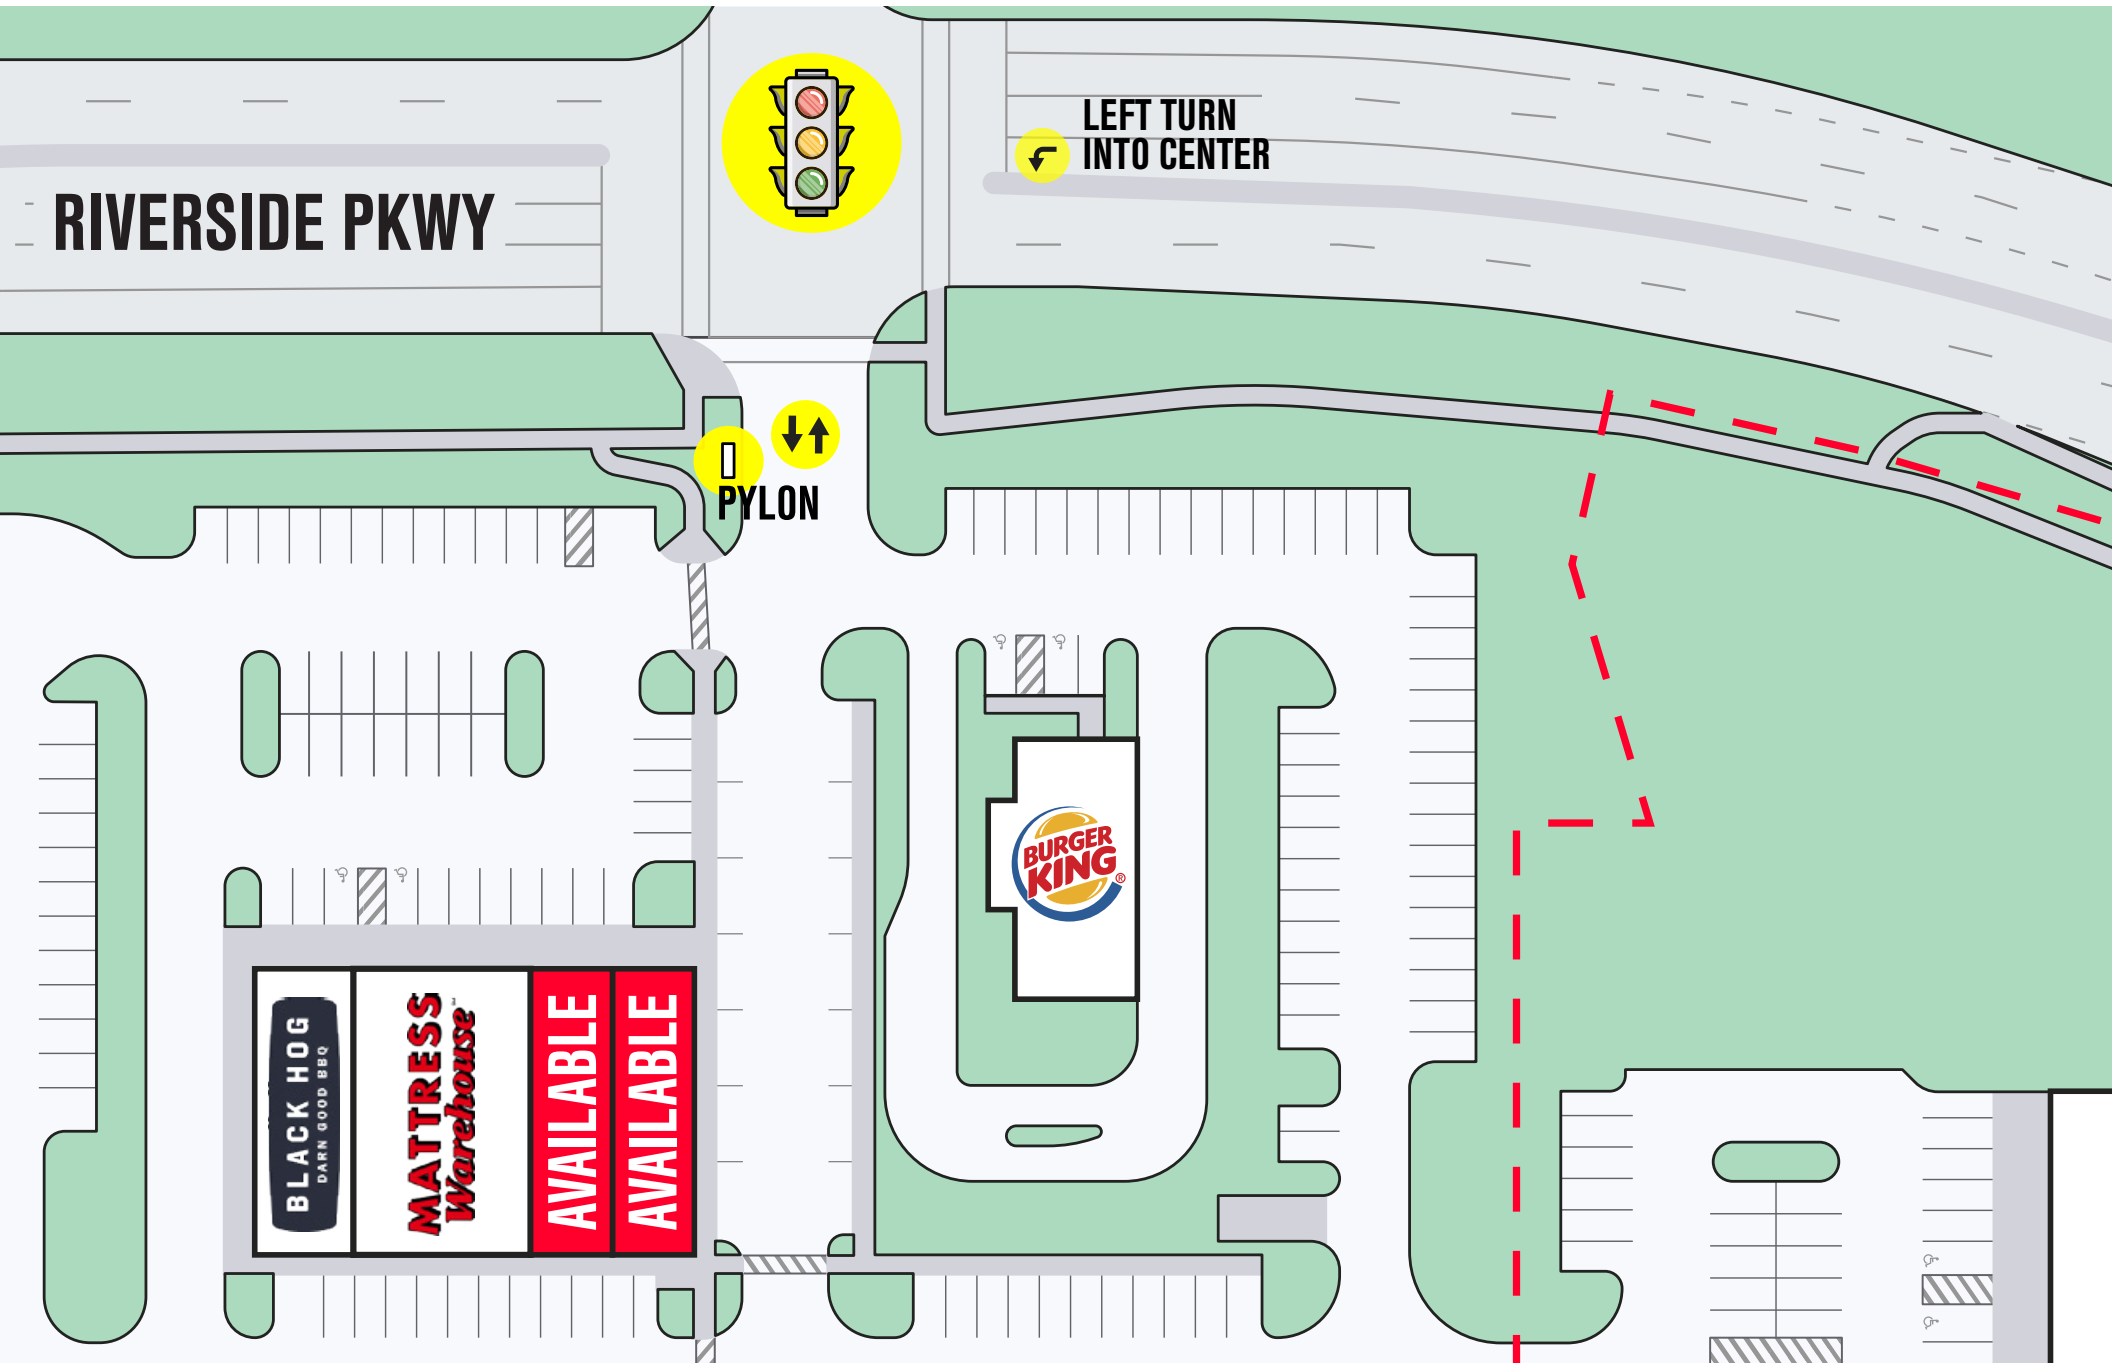 LEFT TURN
INTO CENTER
RIVERSIDE PKWY
PYLON
BURGER
KING
®
BLACK HOG
DARN GOOD BBQ
MATTRESS
Warehouse
AVAILABLE
AVAILABLE